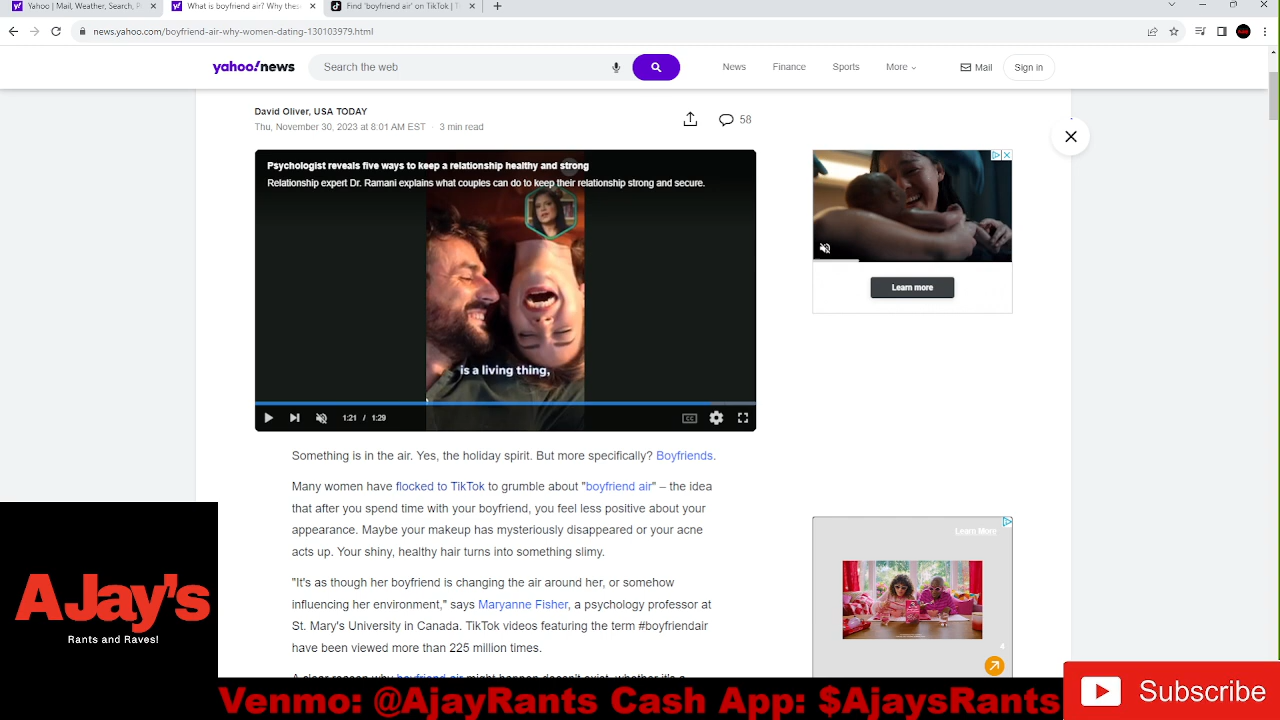 Yahoo | Mail, Weather, Search, P
What is boyfriend air? Why thes
Find 'boyfriend air' on TikTok | T
news.yahoo.com/boyfriend-air-why-women-dating-130103979.html
yahoo!news
Search the web
News Finance Sports More
Mail
Sign in
David Oliver, USA TODAY
Thu, November 30, 2023 at 8:01 AM EST · 3 min read
58
Psychologist reveals five ways to keep a relationship healthy and strong
Relationship expert Dr. Ramani explains what couples can do to keep their relationship strong and secure.
is a living thing,
1:21 / 1:29
CC
Learn more
Something is in the air. Yes, the holiday spirit. But more specifically? Boyfriends.
Many women have flocked to TikTok to grumble about "boyfriend air" – the idea
that after you spend time with your boyfriend, you feel less positive about your
appearance. Maybe your makeup has mysteriously disappeared or your acne
acts up. Your shiny, healthy hair turns into something slimy.
"It's as though her boyfriend is changing the air around her, or somehow
influencing her environment," says Maryanne Fisher, a psychology professor at
St. Mary's University in Canada. TikTok videos featuring the term #boyfriendair
have been viewed more than 225 million times.
Learn More
4
AJay's
Rants and Raves!
Venmo: @AjayRants Cash App: $AjaysRants
Subscribe